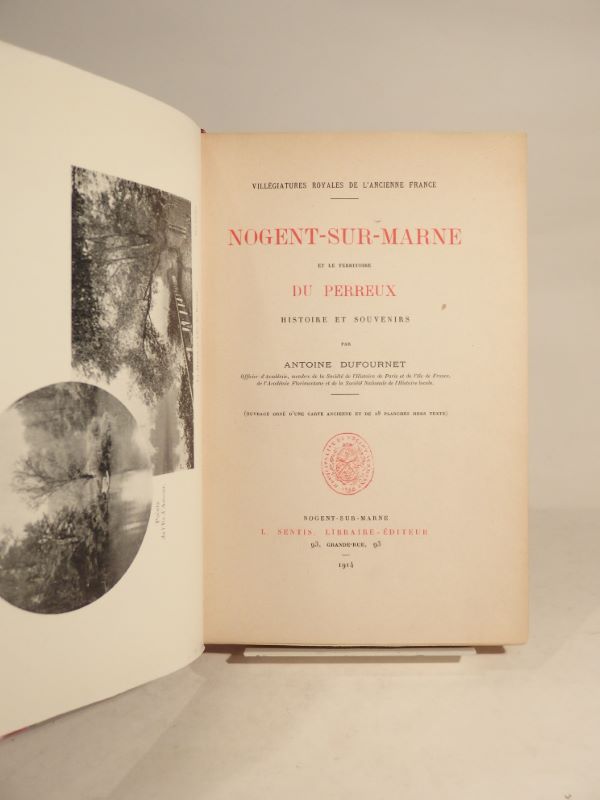 VILLÉGIATURES ROYALES DE L'ANCIENNE FRANCE
NOGENT-SUR-MARNE
ET LE TERRITOIRE
DU PERREUX
HISTOIRE ET SOUVENIRS
PAR
ANTOINE DUFOURNET
Officier d'Académie, membre de la Société de l'Histoire de Paris et de l'Ile-de-France,
de l'Académie Florimontane et de la Société Nationale de l'Histoire locale.
(OUVRAGE ORNÉ D'UNE CARTE ANCIENNE ET DE 28 PLANCHES HORS TEXTE)
NOGENT-SUR-MARNE
L. SENTIS, LIBRAIRE-ÉDITEUR
93, GRANDE-RUE, 93
1914